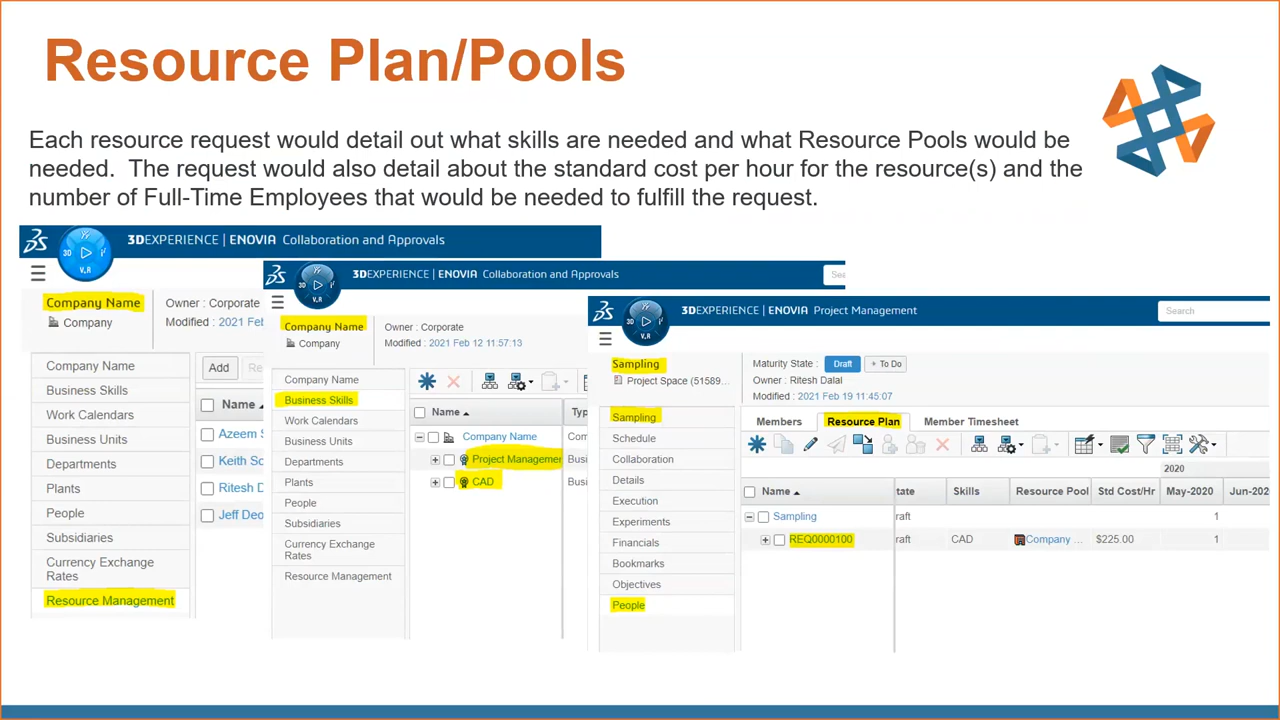 Resource Plan/Pools
Each resource request would detail out what skills are needed and what Resource Pools would be
needed. The request would also detail about the standard cost per hour for the resource(s) and the
number of Full-Time Employees that would be needed to fulfill the request.
3DEXPERIENCE | ENOVIA Collaboration and Approvals
3D
V.R
Company Name
Company
Owner : Corporate
Modified : 2021 Feb
Company Name
Business Skills
Work Calendars
Business Units
Departments
Plants
People
Subsidiaries
Currency Exchange
Rates
Resource Management
Add
Name
Azeem
Keith
Ritesh
Jeff
3DEXPERIENCE | ENOVIA Collaboration and Approvals
3D
V.R
Company Name
Company
Owner : Corporate
Modified : 2021 Feb 12 11:57:13
Company Name
Business Skills
Work Calendars
Business Units
Departments
Plants
People
Subsidiaries
Currency Exchange
Rates
Resource Management
Name
Company Name
Project Managemen
CAD
3DEXPERIENCE | ENOVIA Project Management
Search
3D
V.R
Sampling
Project Space (51589...
Maturity State : Draft + To Do
Owner : Ritesh Dalal
Modified : 2021 Feb 19 11:45:07
Sampling
Schedule
Collaboration
Details
Execution
Experiments
Financials
Bookmarks
Objectives
People
Members Resource Plan Member Timesheet
2020
Name tate Skills Resource Pool Std Cost/Hr May-2020 Jun-202
Sampling raft 1
REQ0000100 raft CAD Company ... $225.00 1